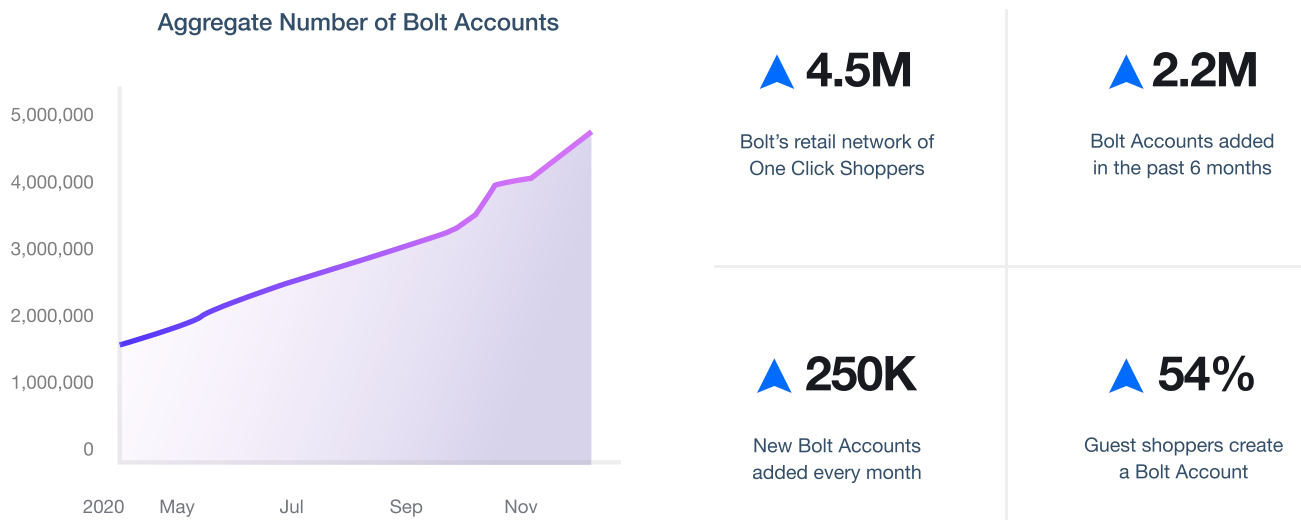 Aggregate Number of Bolt Accounts
5,000,000
4,000,000
3,000,000
2,000,000
1,000,000
0
2020 May Jul Sep Nov
4.5M
Bolt’s retail network of
One Click Shoppers
2.2M
Bolt Accounts added
in the past 6 months
250K
New Bolt Accounts
added every month
54%
Guest shoppers create
a Bolt Account